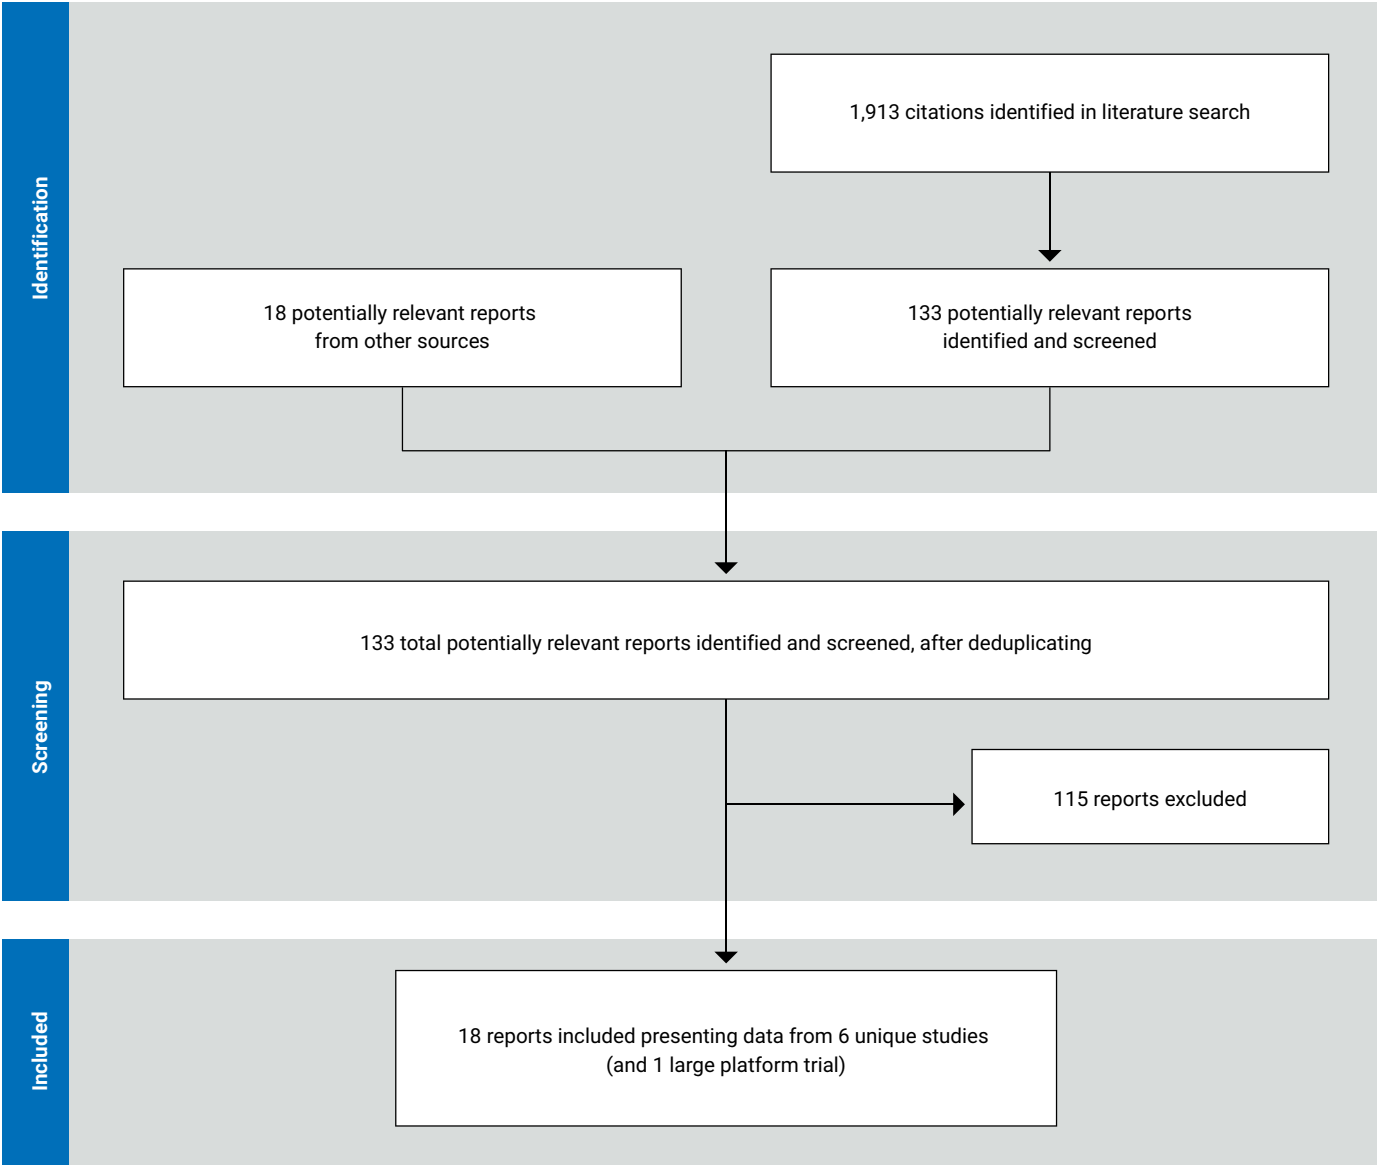 Identification
1,913 citations identified in literature search
18 potentially relevant reports
from other sources
133 potentially relevant reports
identified and screened
Screening
133 total potentially relevant reports identified and screened, after deduplicating
115 reports excluded
Included
18 reports included presenting data from 6 unique studies
(and 1 large platform trial)